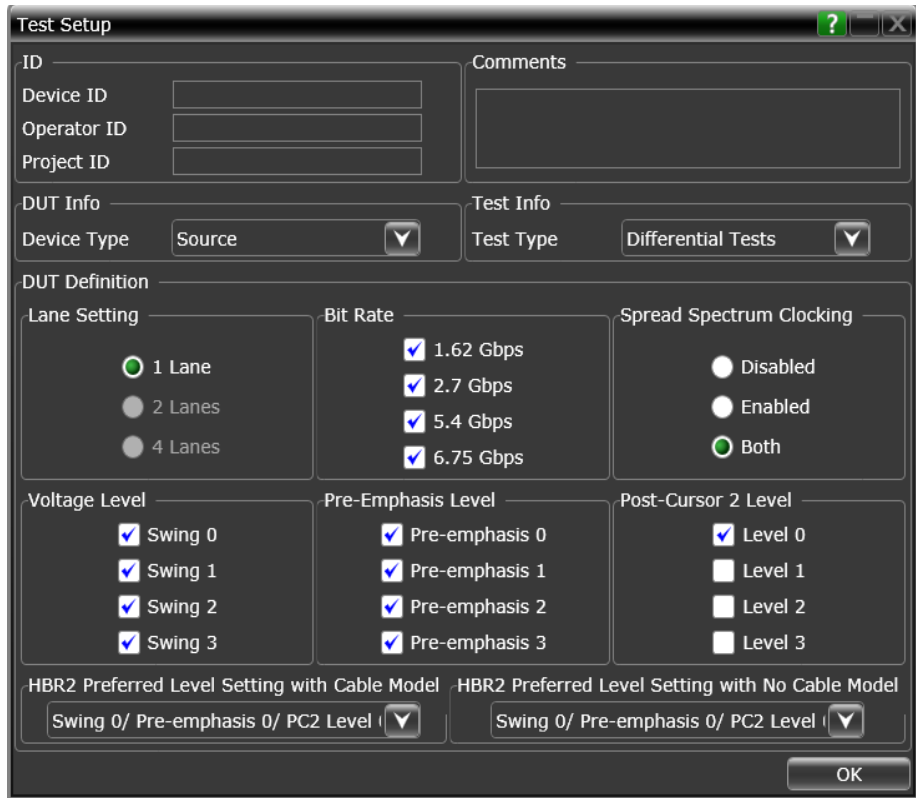 Test Setup
?
X
ID
Device ID
Operator ID
Project ID
Comments
DUT Info
Device Type
Source
Test Info
Test Type
Differential Tests
DUT Definition
Lane Setting
1 Lane
2 Lanes
4 Lanes
Bit Rate
1.62 Gbps
2.7 Gbps
5.4 Gbps
6.75 Gbps
Spread Spectrum Clocking
Disabled
Enabled
Both
Voltage Level
Swing 0
Swing 1
Swing 2
Swing 3
Pre-Emphasis Level
Pre-emphasis 0
Pre-emphasis 1
Pre-emphasis 2
Pre-emphasis 3
Post-Cursor 2 Level
Level 0
Level 1
Level 2
Level 3
HBR2 Preferred Level Setting with Cable Model
Swing 0/ Pre-emphasis 0/ PC2 Level
HBR2 Preferred Level Setting with No Cable Model
Swing 0/ Pre-emphasis 0/ PC2 Level
OK